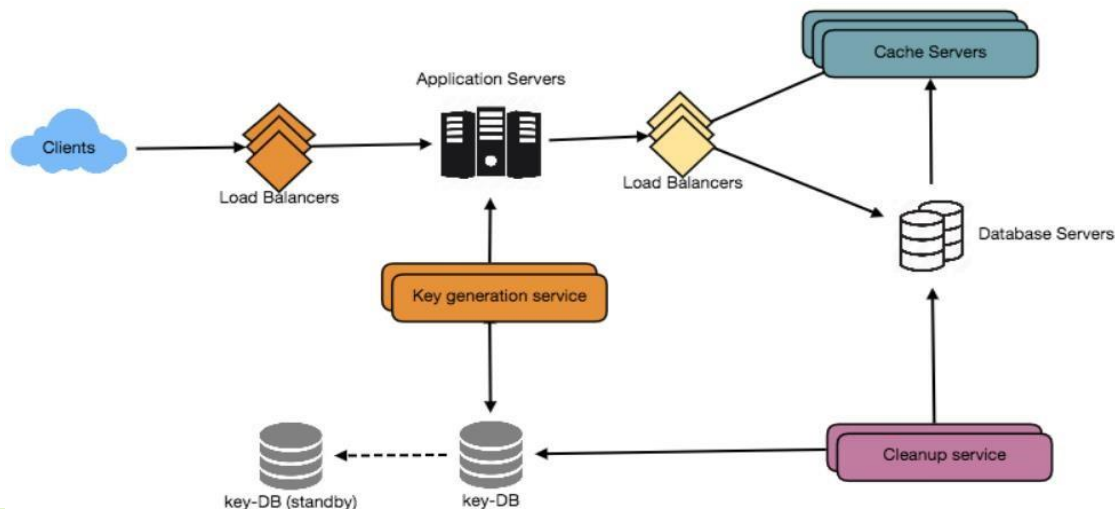 Cache Servers
Application Servers
Clients
Load Balancers
Load Balancers
Database Servers
Key generation service
Cleanup service
key-DB (standby)
key-DB